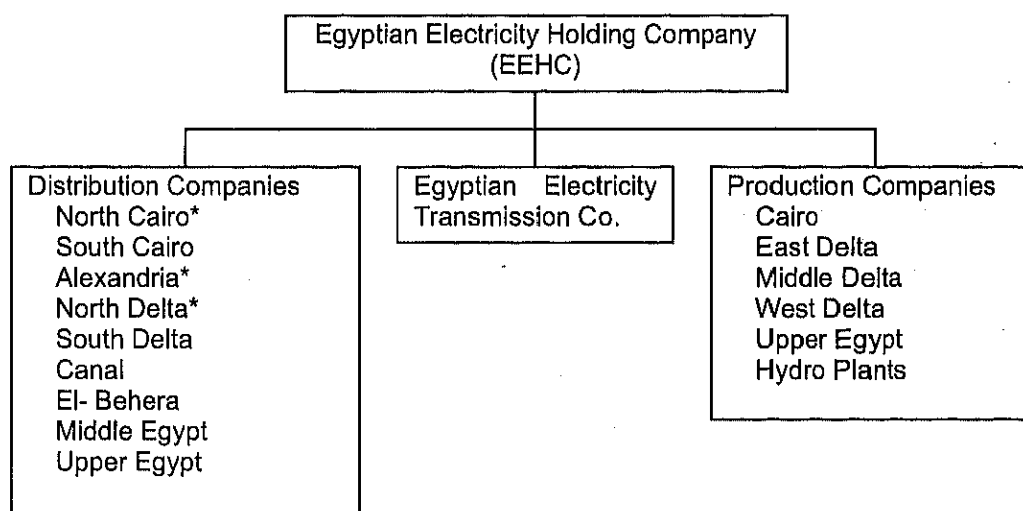 Egyptian Electricity Holding Company
(EEHC)
Distribution Companies
North Cairo*
South Cairo
Alexandria*
North Delta*
South Delta
Canal
El- Behera
Middle Egypt
Upper Egypt
Egyptian Electricity
Transmission Co.
Production Companies
Cairo
East Delta
Middle Delta
West Delta
Upper Egypt
Hydro Plants